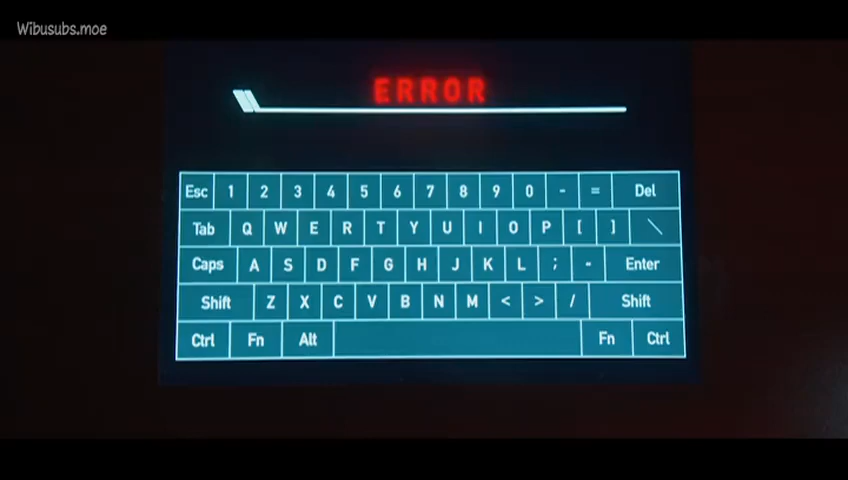 Wibusubs.moe
ERROR
Esc 1 2 3 4 5 6 7 8 9 0 - = Del
Tab Q W E R T Y U I O P [ ] \
Caps A S D F G H J K L ; - Enter
Shift Z X C V B N M < > / Shift
Ctrl Fn Alt Fn Ctrl